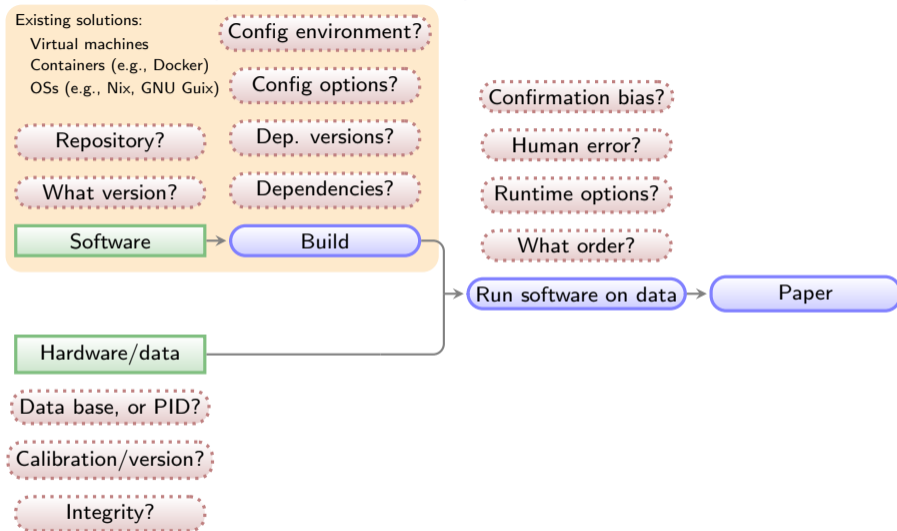 Existing solutions:
Virtual machines
Containers (e.g., Docker)
OSs (e.g., Nix, GNU Guix)
Config environment?
Config options?
Repository?
Dep. versions?
What version?
Dependencies?
Software
Build
Confirmation bias?
Human error?
Runtime options?
What order?
Run software on data
Paper
Hardware/data
Data base, or PID?
Calibration/version?
Integrity?